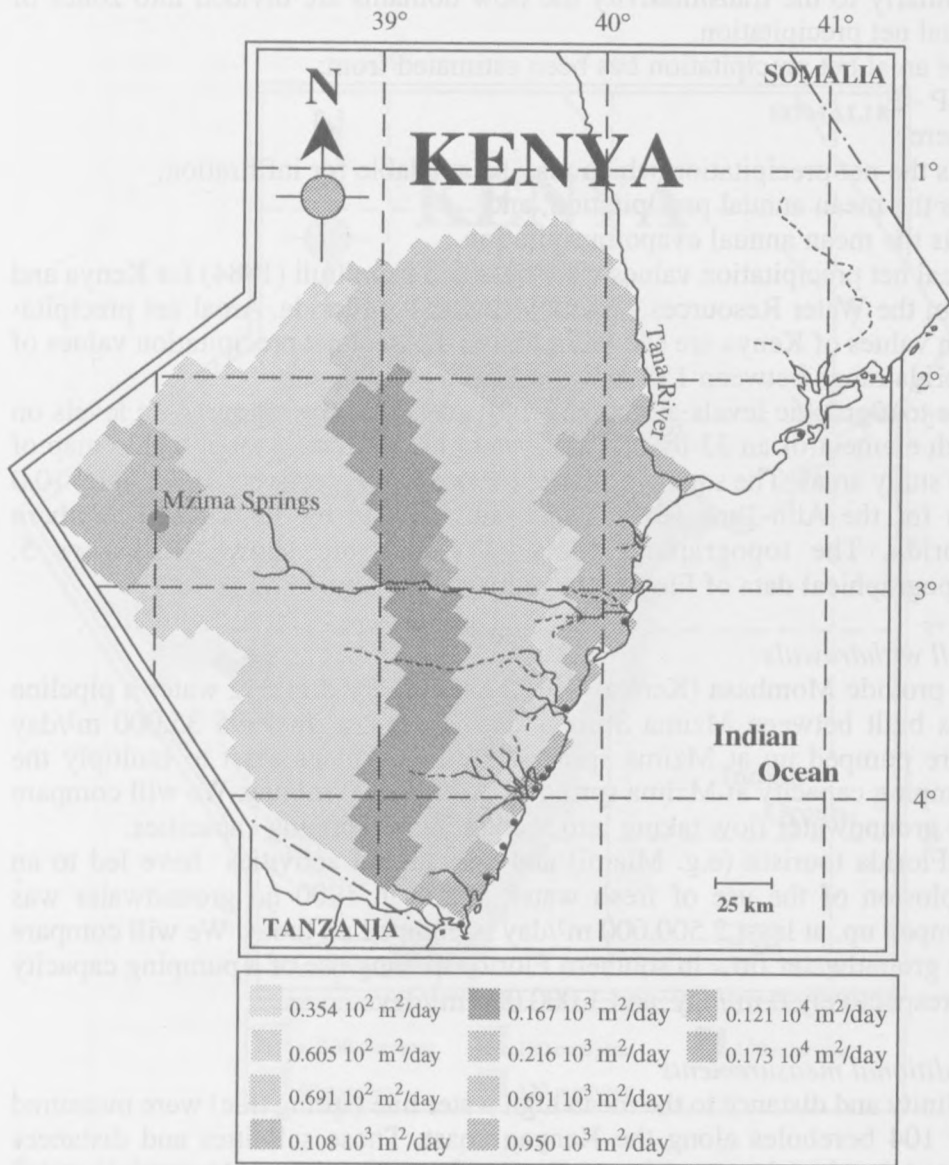 39° 40° 41°
SOMALIA
N
KENYA
1°
Tana River
2°
Mzima Springs
3°
Indian
Ocean
4°
25 km
TANZANIA
? ?
0.354 10² m²/day 0.167 10³ m²/day 0.121 10⁴ m²/day
0.605 10² m²/day 0.216 10³ m²/day 0.173 10⁴ m²/day
0.691 10² m²/day 0.691 10³ m²/day
0.108 10³ m²/day 0.950 10³ m²/day